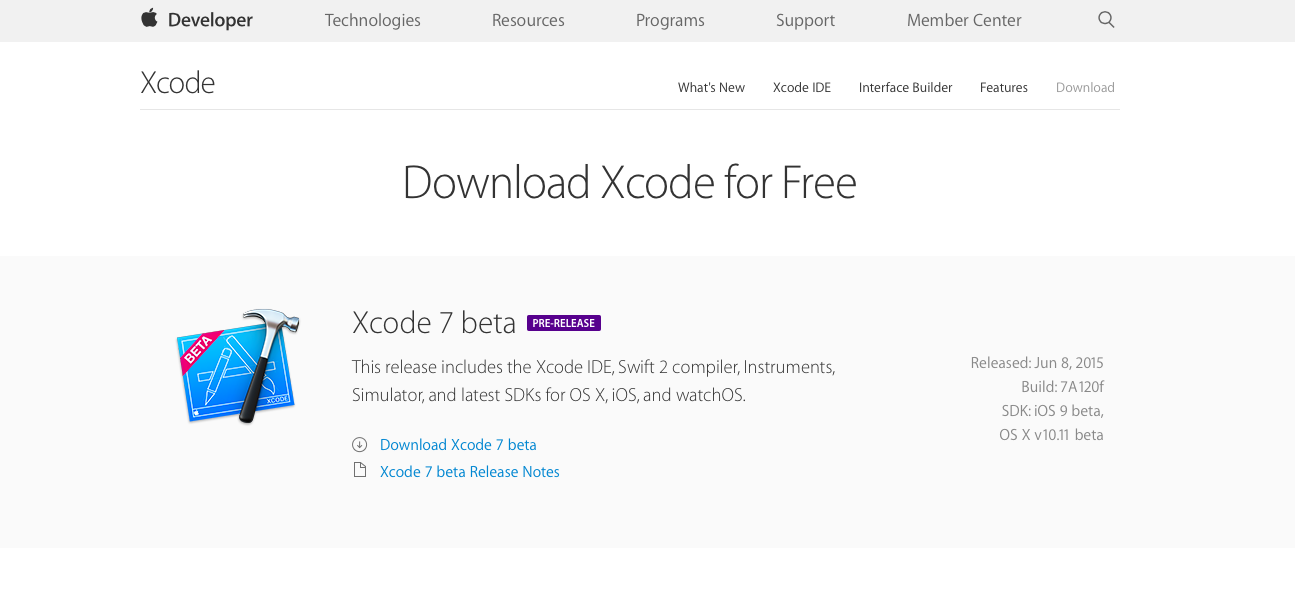 Developer Technologies Resources Programs Support Member Center
Xcode What's New Xcode IDE Interface Builder Features Download
Download Xcode for Free
BETA
XCODE
Xcode 7 beta PRE-RELEASE
This release includes the Xcode IDE, Swift 2 compiler, Instruments,
Simulator, and latest SDKs for OS X, iOS, and watchOS.
Download Xcode 7 beta
Xcode 7 beta Release Notes
Released: Jun 8, 2015
Build: 7A120f
SDK: iOS 9 beta,
OS X v10.11 beta